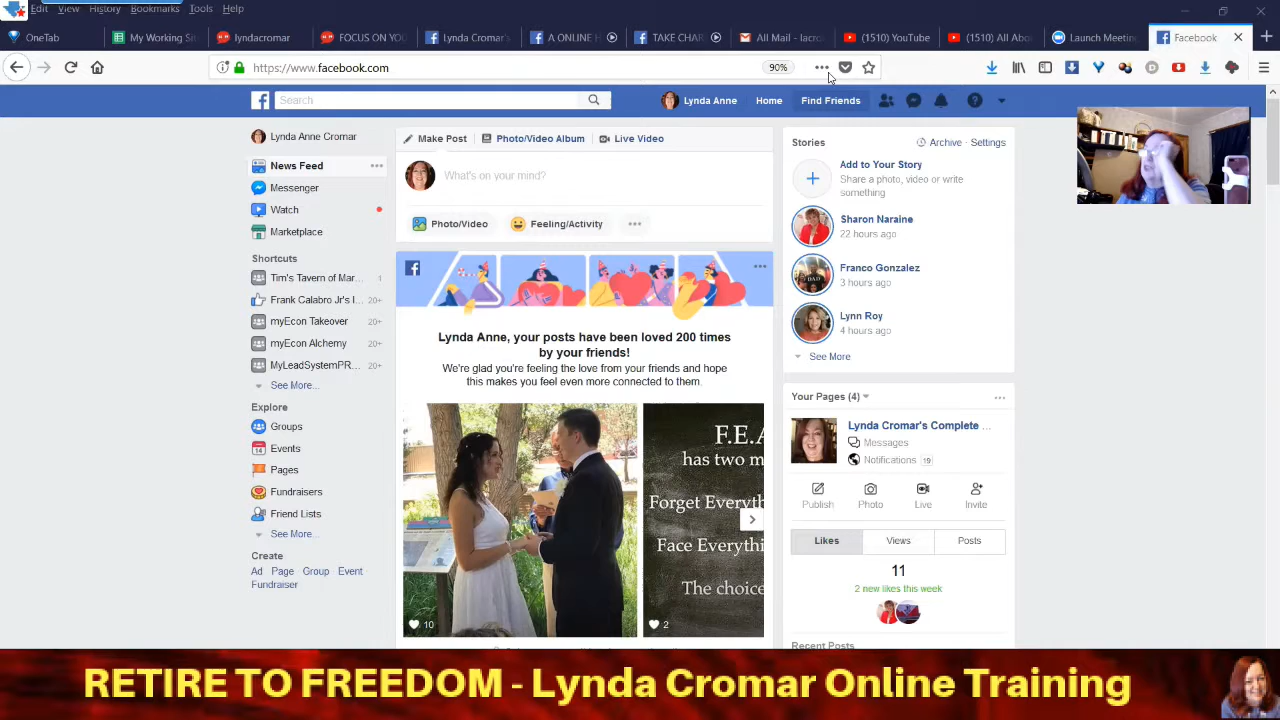 Edit View History Bookmarks Tools Help
OneTab My Working Sh lyndacromar FOCUS ON YOU Lynda Cromar's A ONLINE H TAKE CHAR All Mail - lacro (1510) YouTube (1510) All Abou Launch Meetin Facebook
https://www.facebook.com 90%
Search Lynda Anne Home Find Friends
Lynda Anne Cromar
News Feed
Messenger
Watch
Marketplace
Shortcuts
Tim's Tavern of Mar... 1
Frank Calabro Jr's I... 20+
myEcon Takeover 20+
myEcon Alchemy 20+
MyLeadSystemPR... 20+
See More...
Explore
Groups
Events
Pages
Fundraisers
Friend Lists
See More...
Create
Ad Page Group Event
Fundraiser
Make Post Photo/Video Album Live Video
What's on your mind?
Photo/Video Feeling/Activity
Lynda Anne, your posts have been loved 200 times
by your friends!
We're glad you're feeling the love from your friends and hope
this makes you feel even more connected to them.
10
F.E.A
has two m
Forget Everyth
Face Everythi
The choic
2
Stories Archive · Settings
Add to Your Story
Share a photo, video or write
something
Sharon Naraine
22 hours ago
Franco Gonzalez
3 hours ago
Lynn Roy
4 hours ago
See More
Your Pages (4)
Lynda Cromar's Complete ...
Messages
Notifications 19
Publish Photo Live Invite
Likes Views Posts
11
2 new likes this week
Recent Posts
RETIRE TO FREEDOM - Lynda Cromar Online Training